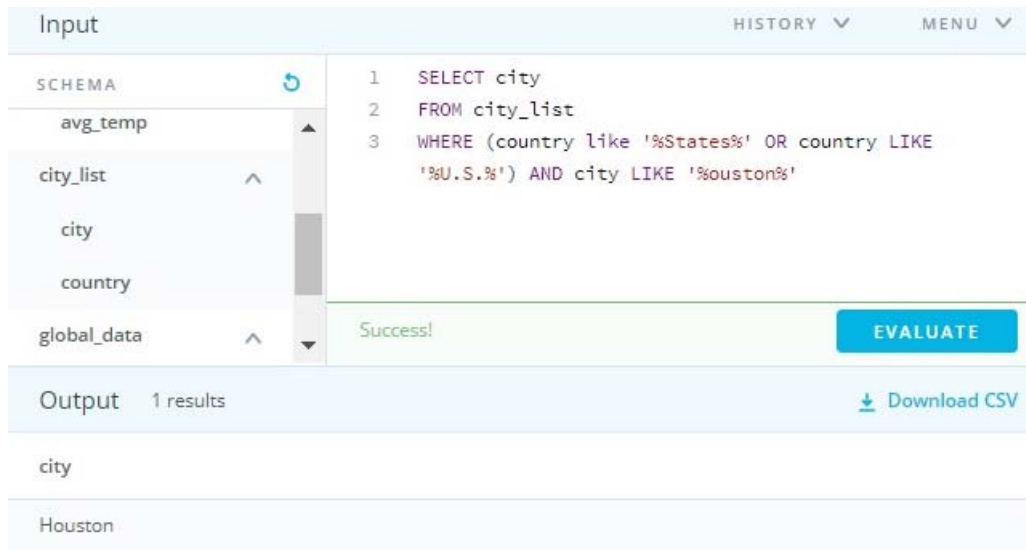 Input
HISTORY
MENU
SCHEMA
avg_temp
city_list
city
country
global_data
1 SELECT city
2 FROM city_list
3 WHERE (country like '%States%' OR country LIKE
'%U.S.%') AND city LIKE '%ouston%'
Success!
EVALUATE
Output 1 results
Download CSV
city
Houston